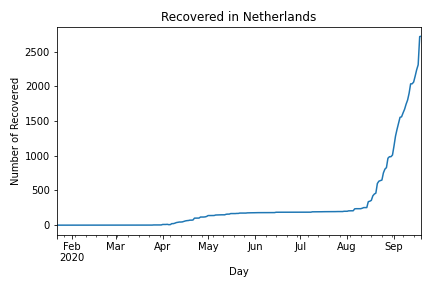 Recovered in Netherlands
Number of Recovered
2500
2000
1500
1000
500
0
Feb Mar Apr May Jun Jul Aug Sep
2020
Day